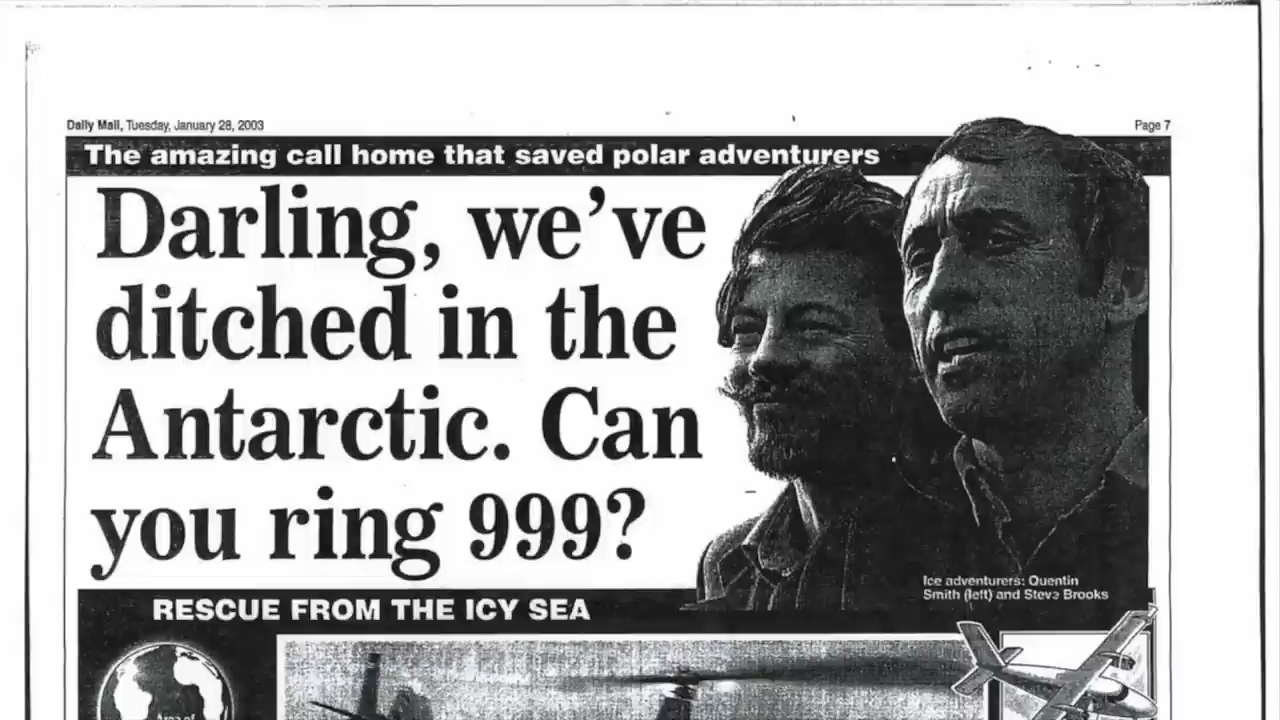 Daily Mail, Tuesday, January 28, 2003
Page 7
The amazing call home that saved polar adventurers
Darling, we've
ditched in the
Antarctic. Can
you ring 999?
Ice adventurers: Quentin
Smith (left) and Steve Brooks
RESCUE FROM THE ICY SEA
Area of